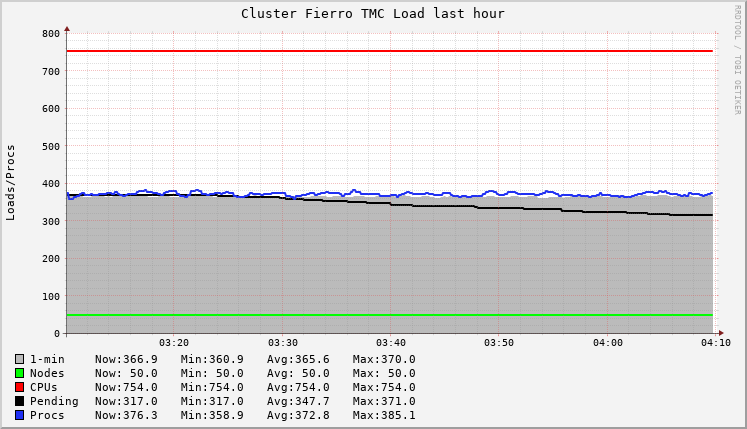 Cluster Fierro TMC Load last hour
RRDTOOL / TOBI OETIKER
Loads/Procs
800
700
600
500
400
300
200
100
0
03:20 03:30 03:40 03:50 04:00 04:10
1-min Now:366.9 Min:360.9 Avg:365.6 Max:370.0
Nodes Now: 50.0 Min: 50.0 Avg: 50.0 Max: 50.0
CPUs Now:754.0 Min:754.0 Avg:754.0 Max:754.0
Pending Now:317.0 Min:317.0 Avg:347.7 Max:371.0
Procs Now:376.3 Min:358.9 Avg:372.8 Max:385.1